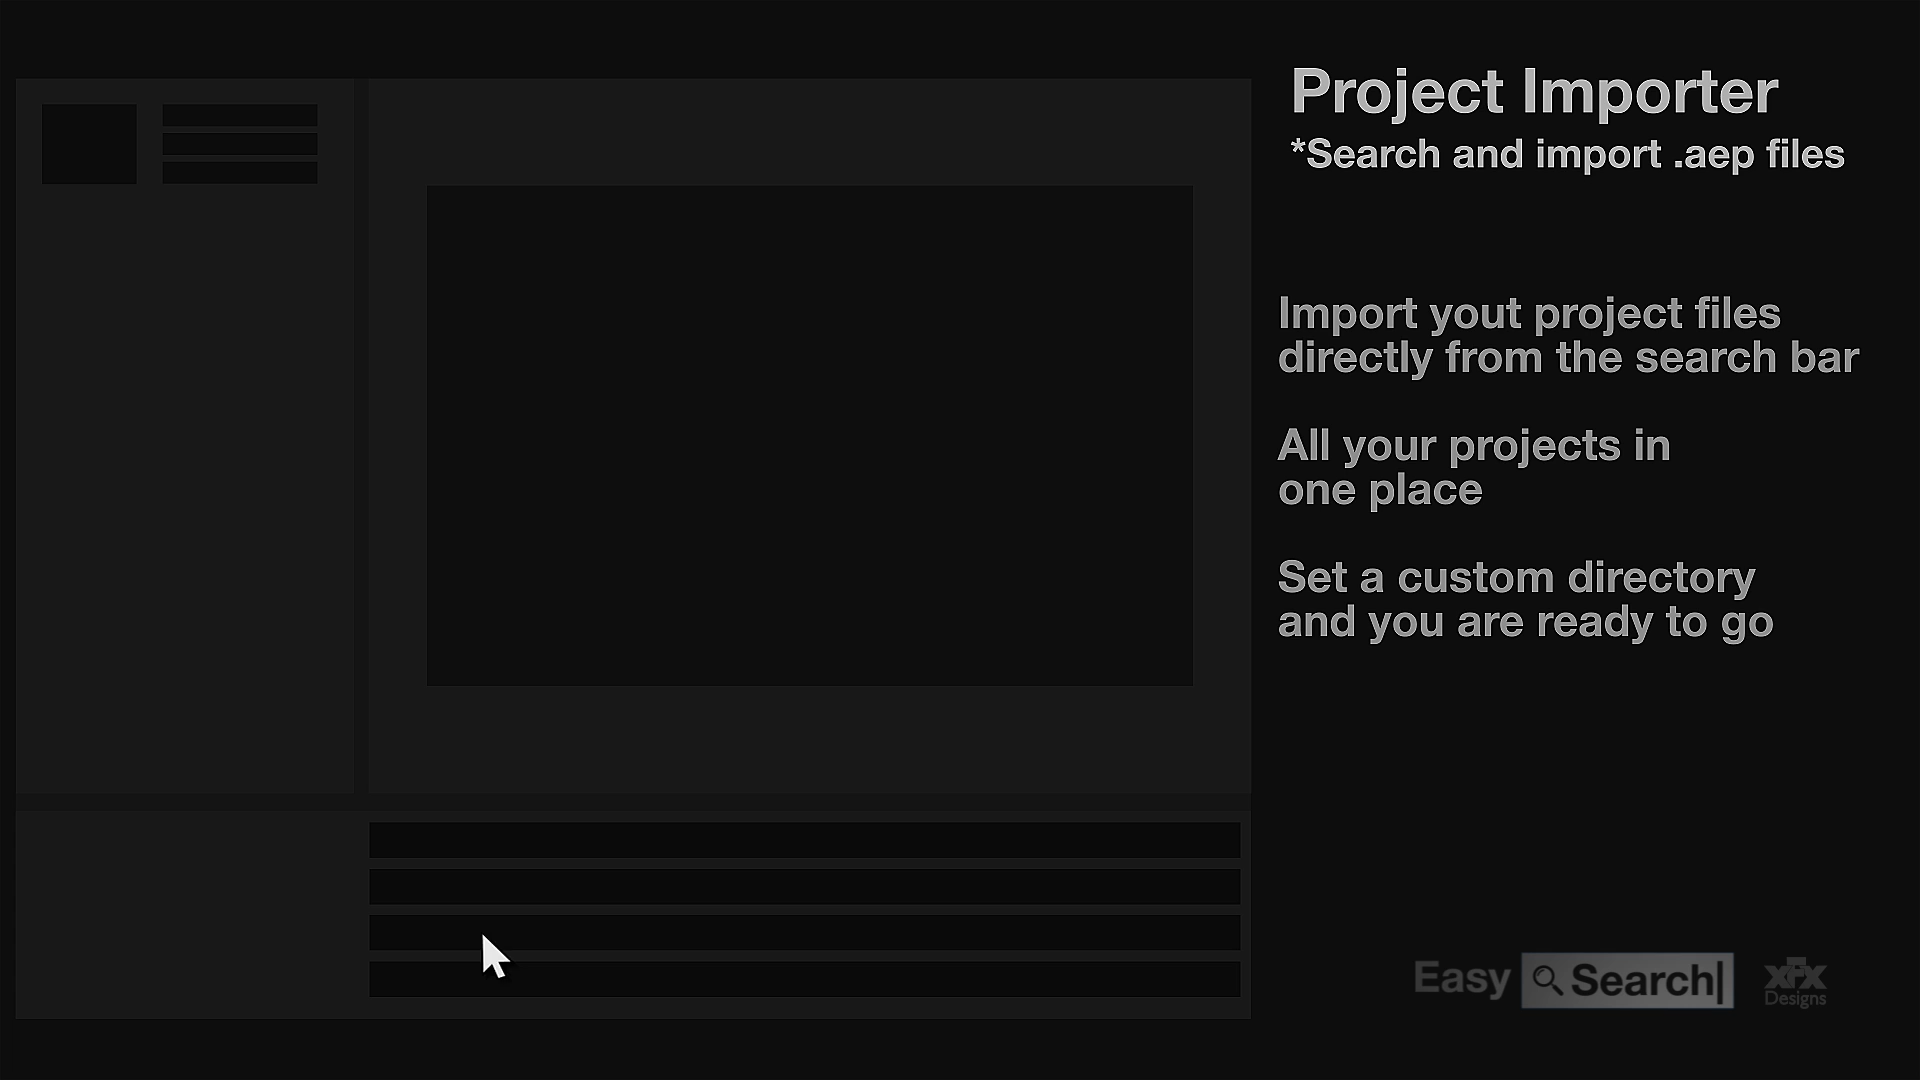 Project Importer
*Search and import .aep files
Import yout project files
directly from the search bar
All your projects in
one place
Set a custom directory
and you are ready to go
Easy Search
XFX
Designs